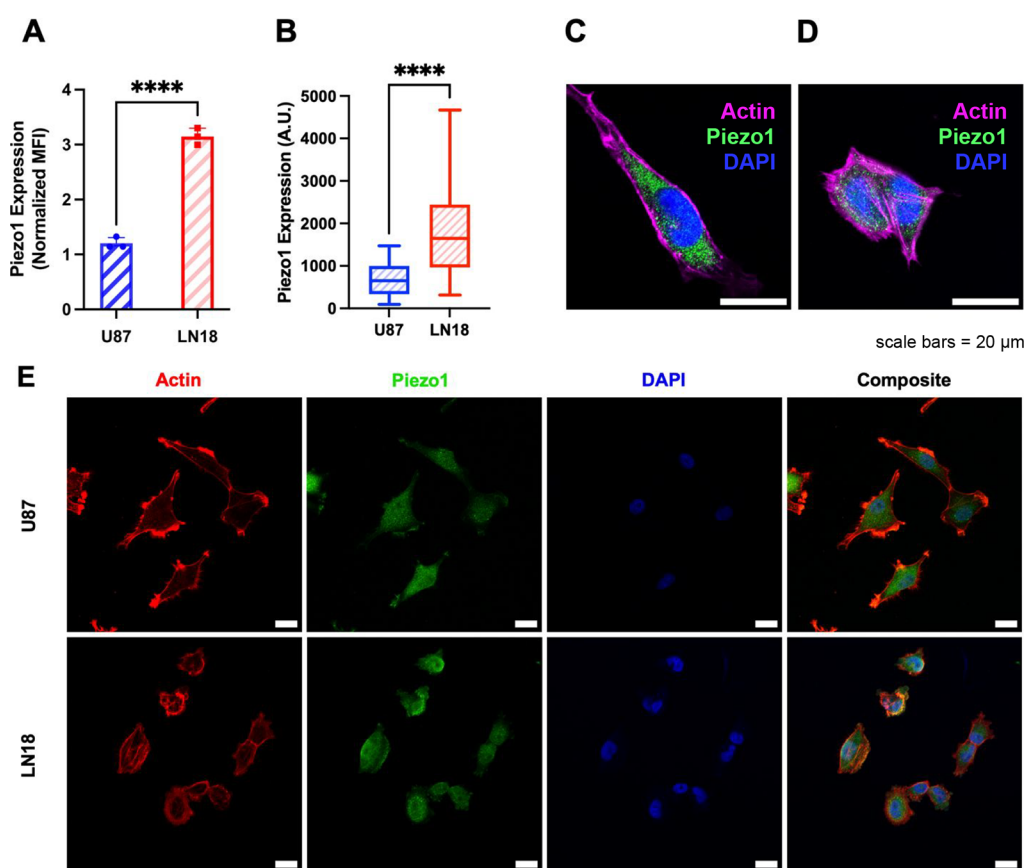 A
Piezo1 Expression
(Normalized MFI)
4
3
2
1
0
****
U87
LN18
B
Piezo1 Expression (A.U.)
5000
4000
3000
2000
1000
0
****
U87
LN18
C
Actin
Piezo1
DAPI
D
Actin
Piezo1
DAPI
scale bars = 20 μm
E
Actin
Piezo1
DAPI
Composite
U87
LN18